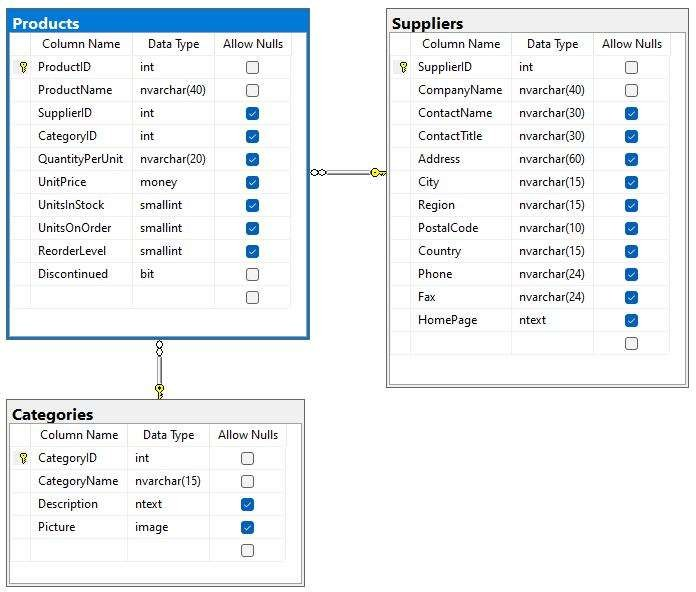 Products
Column Name Data Type Allow Nulls
ProductID int
ProductName nvarchar(40)
SupplierID int
CategoryID int
QuantityPerUnit nvarchar(20)
UnitPrice money
UnitsInStock smallint
UnitsOnOrder smallint
ReorderLevel smallint
Discontinued bit
Suppliers
Column Name Data Type Allow Nulls
SupplierID int
CompanyName nvarchar(40)
ContactName nvarchar(30)
ContactTitle nvarchar(30)
Address nvarchar(60)
City nvarchar(15)
Region nvarchar(15)
PostalCode nvarchar(10)
Country nvarchar(15)
Phone nvarchar(24)
Fax nvarchar(24)
HomePage ntext
Categories
Column Name Data Type Allow Nulls
CategoryID int
CategoryName nvarchar(15)
Description ntext
Picture image